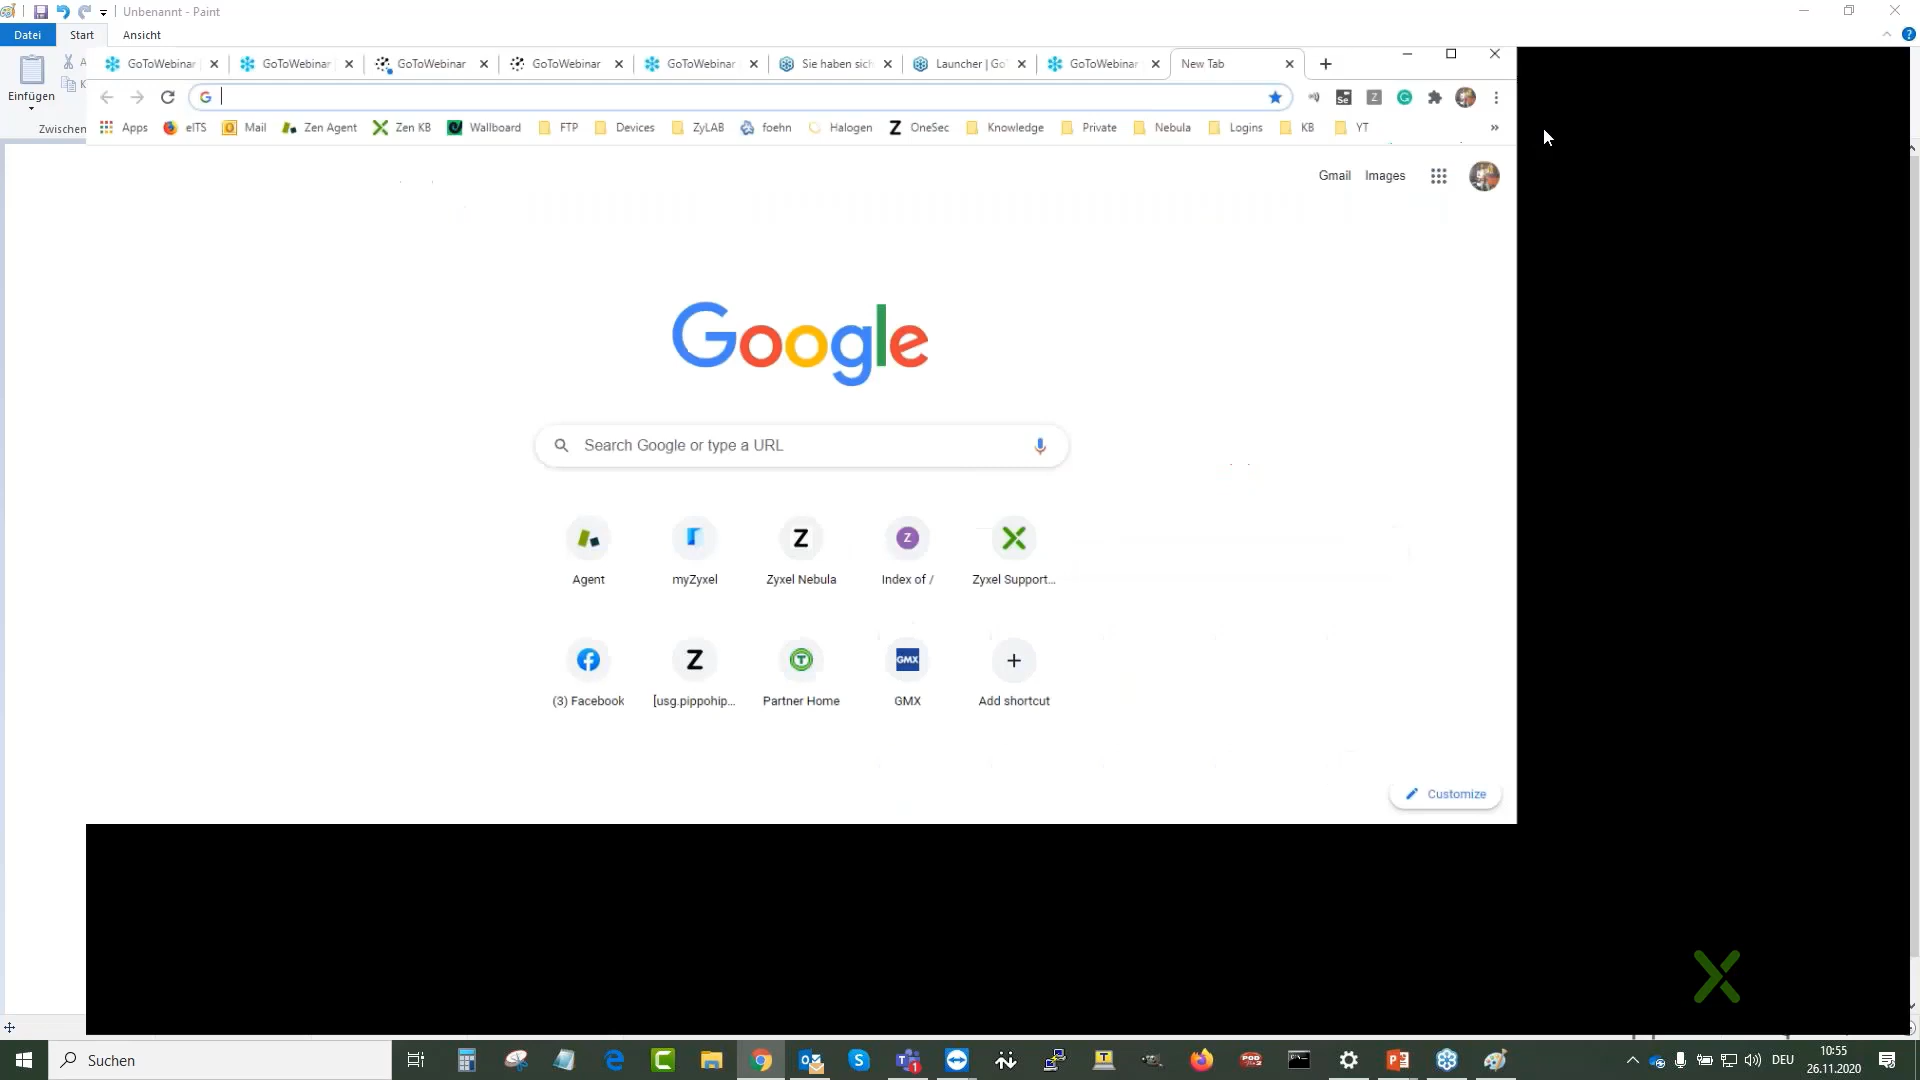 Unbenannt - Paint
Datei Start Ansicht
Einfügen
Zwischen
GoToWebinar GoToWebinar GoToWebinar GoToWebinar GoToWebinar Sie haben sich Launcher | Go GoToWebinar New Tab
Apps eITS Mail Zen Agent Zen KB Wallboard FTP Devices ZyLAB foehn Halogen OneSec Knowledge Private Nebula Logins KB YT »
Gmail Images
Google
Search Google or type a URL
Agent myZyxel Zyxel Nebula Index of / Zyxel Support...
(3) Facebook [usg.pippohip... Partner Home GMX Add shortcut
Customize
Suchen
DEU
10:55
26.11.2020